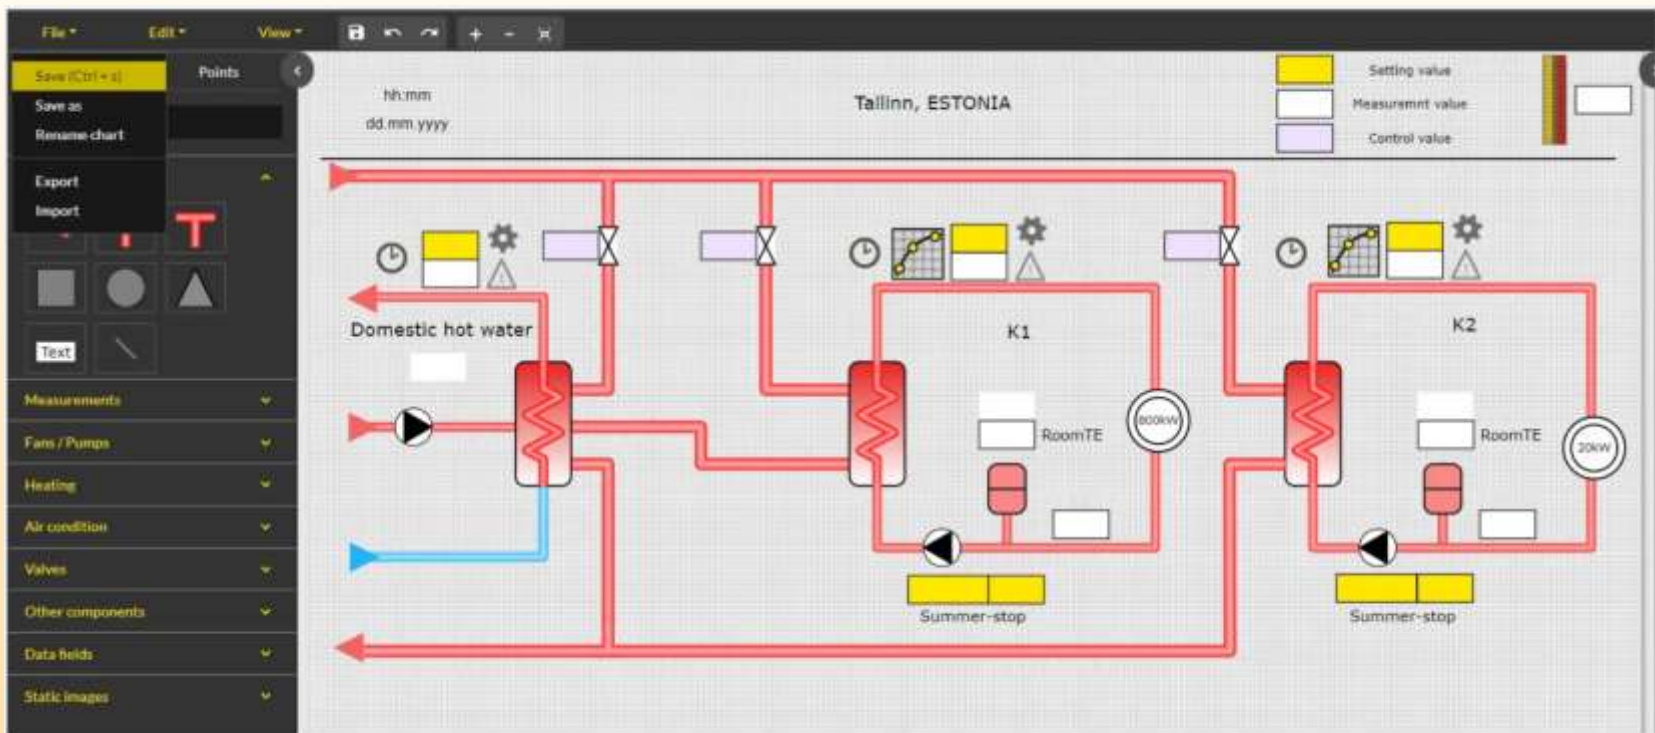 File
Edit
View
Save (Ctrl + s)
Points
Save as
Rename chart
Export
Import
Text
Measurements
Fans / Pumps
Heating
Air condition
Valves
Other components
Data fields
Static images
hh:mm
dd.mm.yyyy
Tallinn, ESTONIA
Setting value
Measuremnt value
Control value
Domestic hot water
K1
K2
RoomTE
800kW
RoomTE
20kW
Summer-stop
Summer-stop